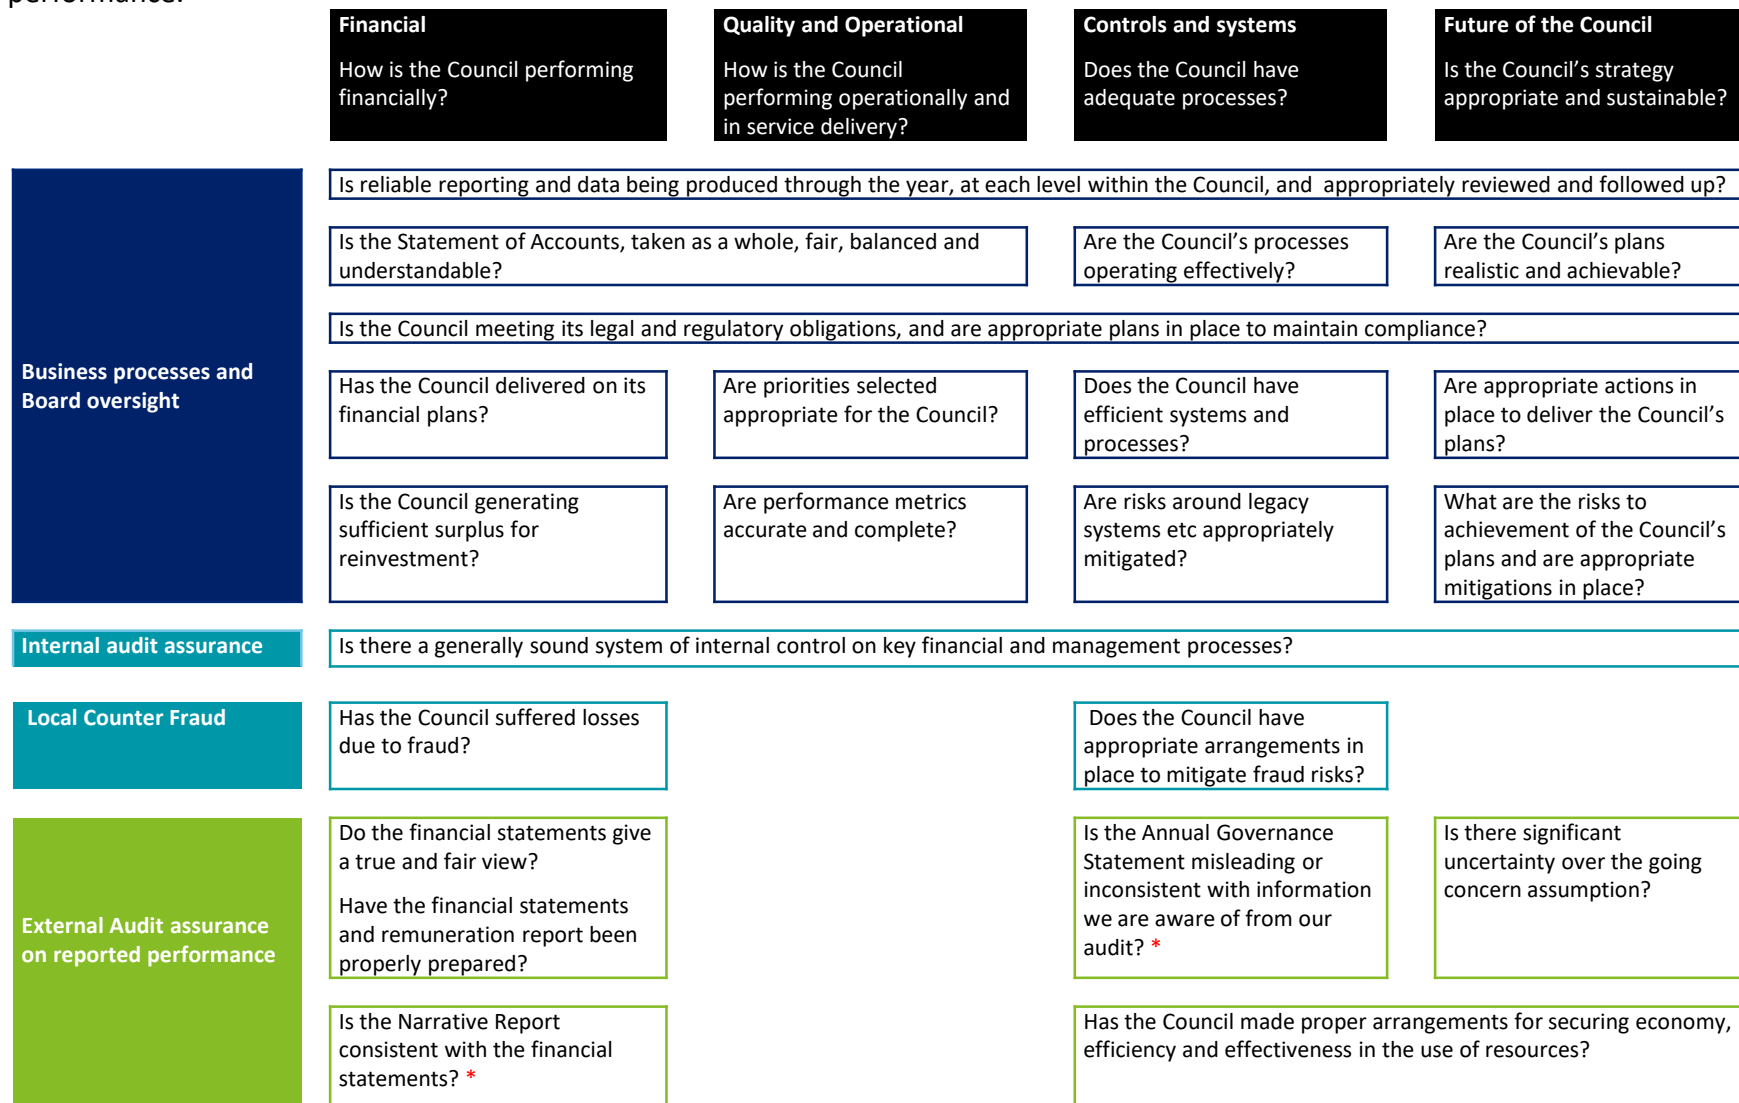 performance.
Financial
How is the Council performing
financially?
Quality and Operational
How is the Council
performing operationally and
in service delivery?
Controls and systems
Does the Council have
adequate processes?
Future of the Council
Is the Council’s strategy
appropriate and sustainable?
Business processes and
Board oversight
Is reliable reporting and data being produced through the year, at each level within the Council, and  appropriately reviewed and followed up?
Is the Statement of Accounts, taken as a whole, fair, balanced and
understandable?
Are the Council’s processes
operating effectively?
Are the Council’s plans
realistic and achievable?
Is the Council meeting its legal and regulatory obligations, and are appropriate plans in place to maintain compliance?
Has the Council delivered on its
financial plans?
Are priorities selected
appropriate for the Council?
Does the Council have
efficient systems and
processes?
Are appropriate actions in
place to deliver the Council’s
plans?
Is the Council generating
sufficient surplus for
reinvestment?
Are performance metrics
accurate and complete?
Are risks around legacy
systems etc appropriately
mitigated?
What are the risks to
achievement of the Council’s
plans and are appropriate
mitigations in place?
Internal audit assurance
Is there a generally sound system of internal control on key financial and management processes?
Local Counter Fraud
Has the Council suffered losses
due to fraud?
Does the Council have
appropriate arrangements in
place to mitigate fraud risks?
External Audit assurance
on reported performance
Do the financial statements give
a true and fair view?
Have the financial statements
and remuneration report been
properly prepared?
Is the Annual Governance
Statement misleading or
inconsistent with information
we are aware of from our
audit? *
Is there significant
uncertainty over the going
concern assumption?
Is the Narrative Report
consistent with the financial
statements? *
Has the Council made proper arrangements for securing economy,
efficiency and effectiveness in the use of resources?